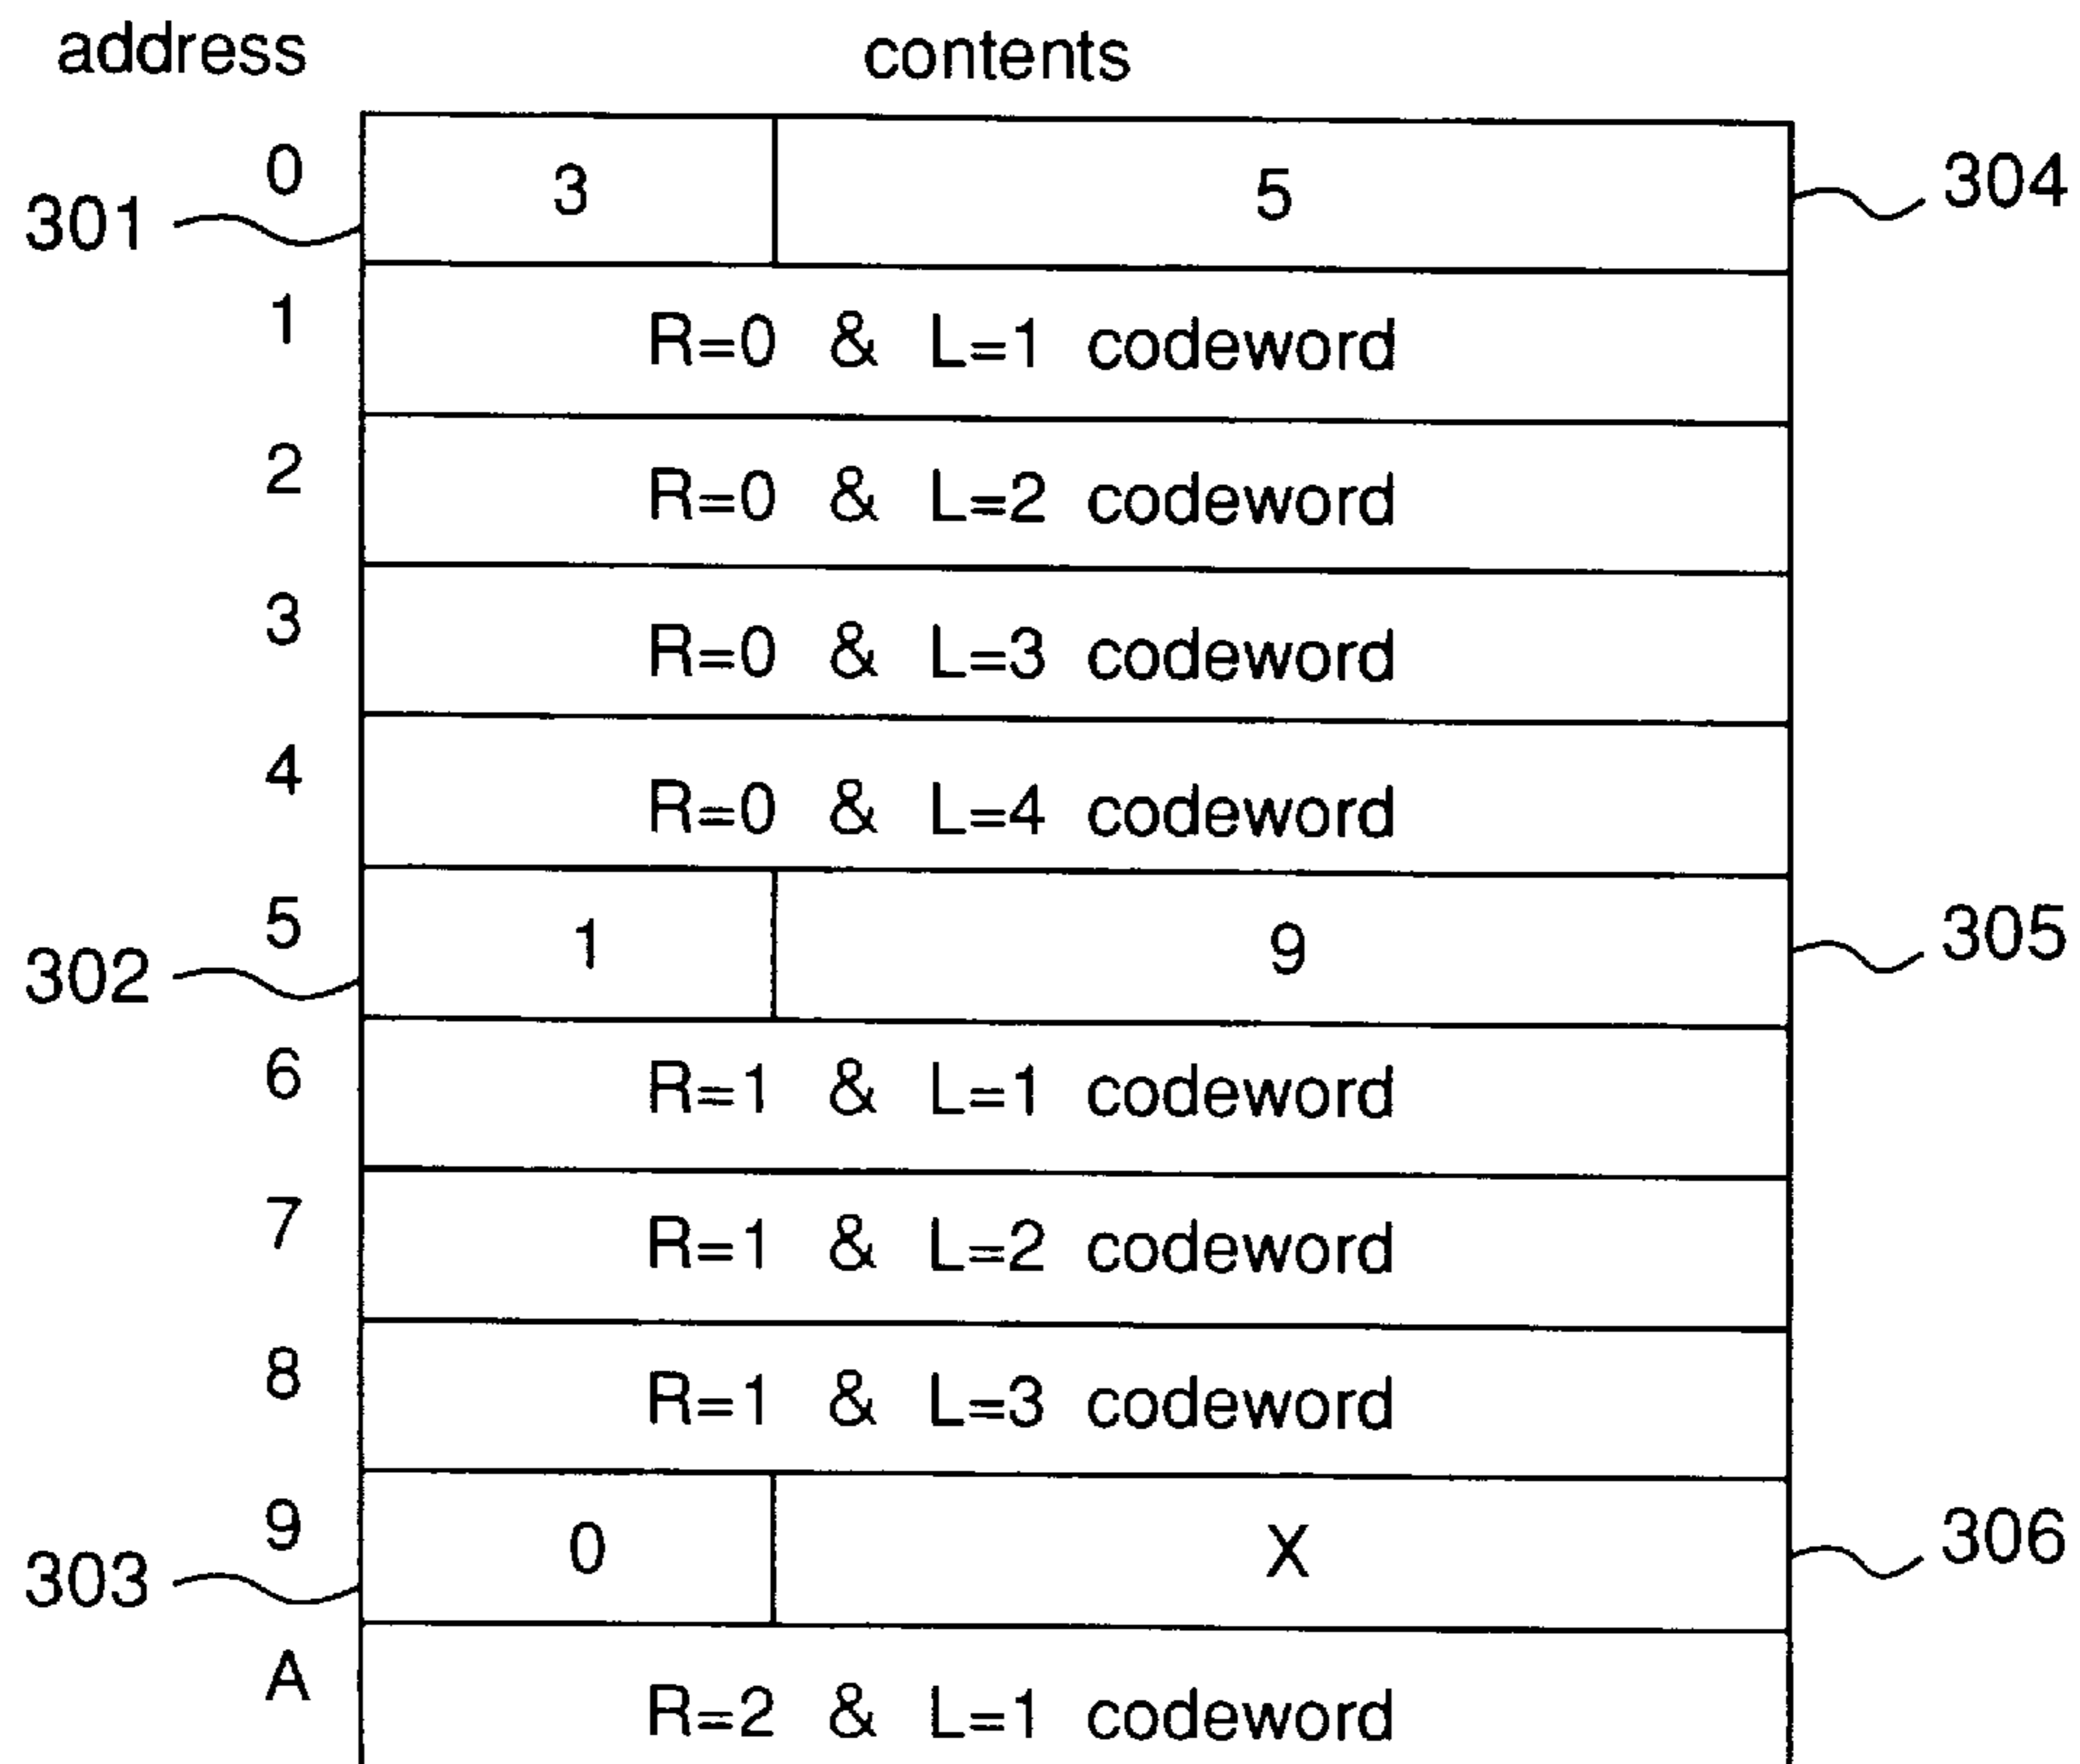 address contents
0 3 5 304
301
1 R=0 & L=1 codeword
2 R=0 & L=2 codeword
3 R=0 & L=3 codeword
4 R=0 & L=4 codeword
5 1 9 305
302
6 R=1 & L=1 codeword
7 R=1 & L=2 codeword
8 R=1 & L=3 codeword
9 0 X 306
303
A R=2 & L=1 codeword